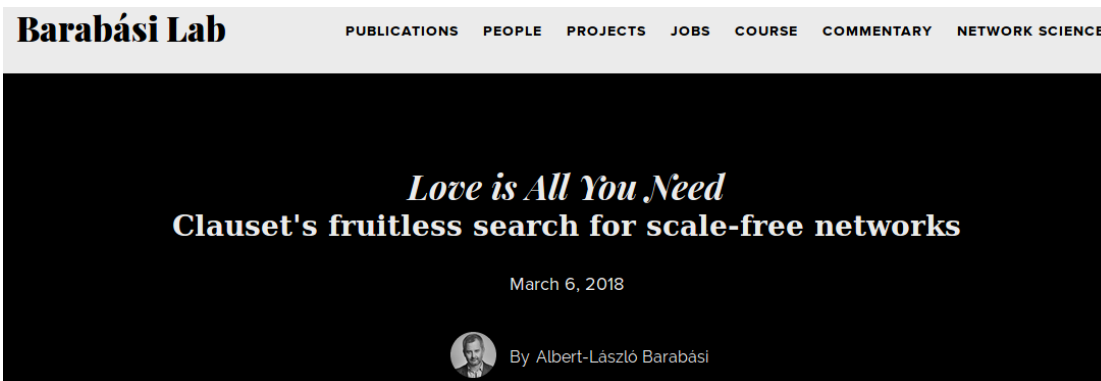 Barabási Lab
PUBLICATIONS PEOPLE PROJECTS JOBS COURSE COMMENTARY NETWORK SCIENCE
Love is All You Need
Clauset's fruitless search for scale-free networks
March 6, 2018
By Albert-László Barabási